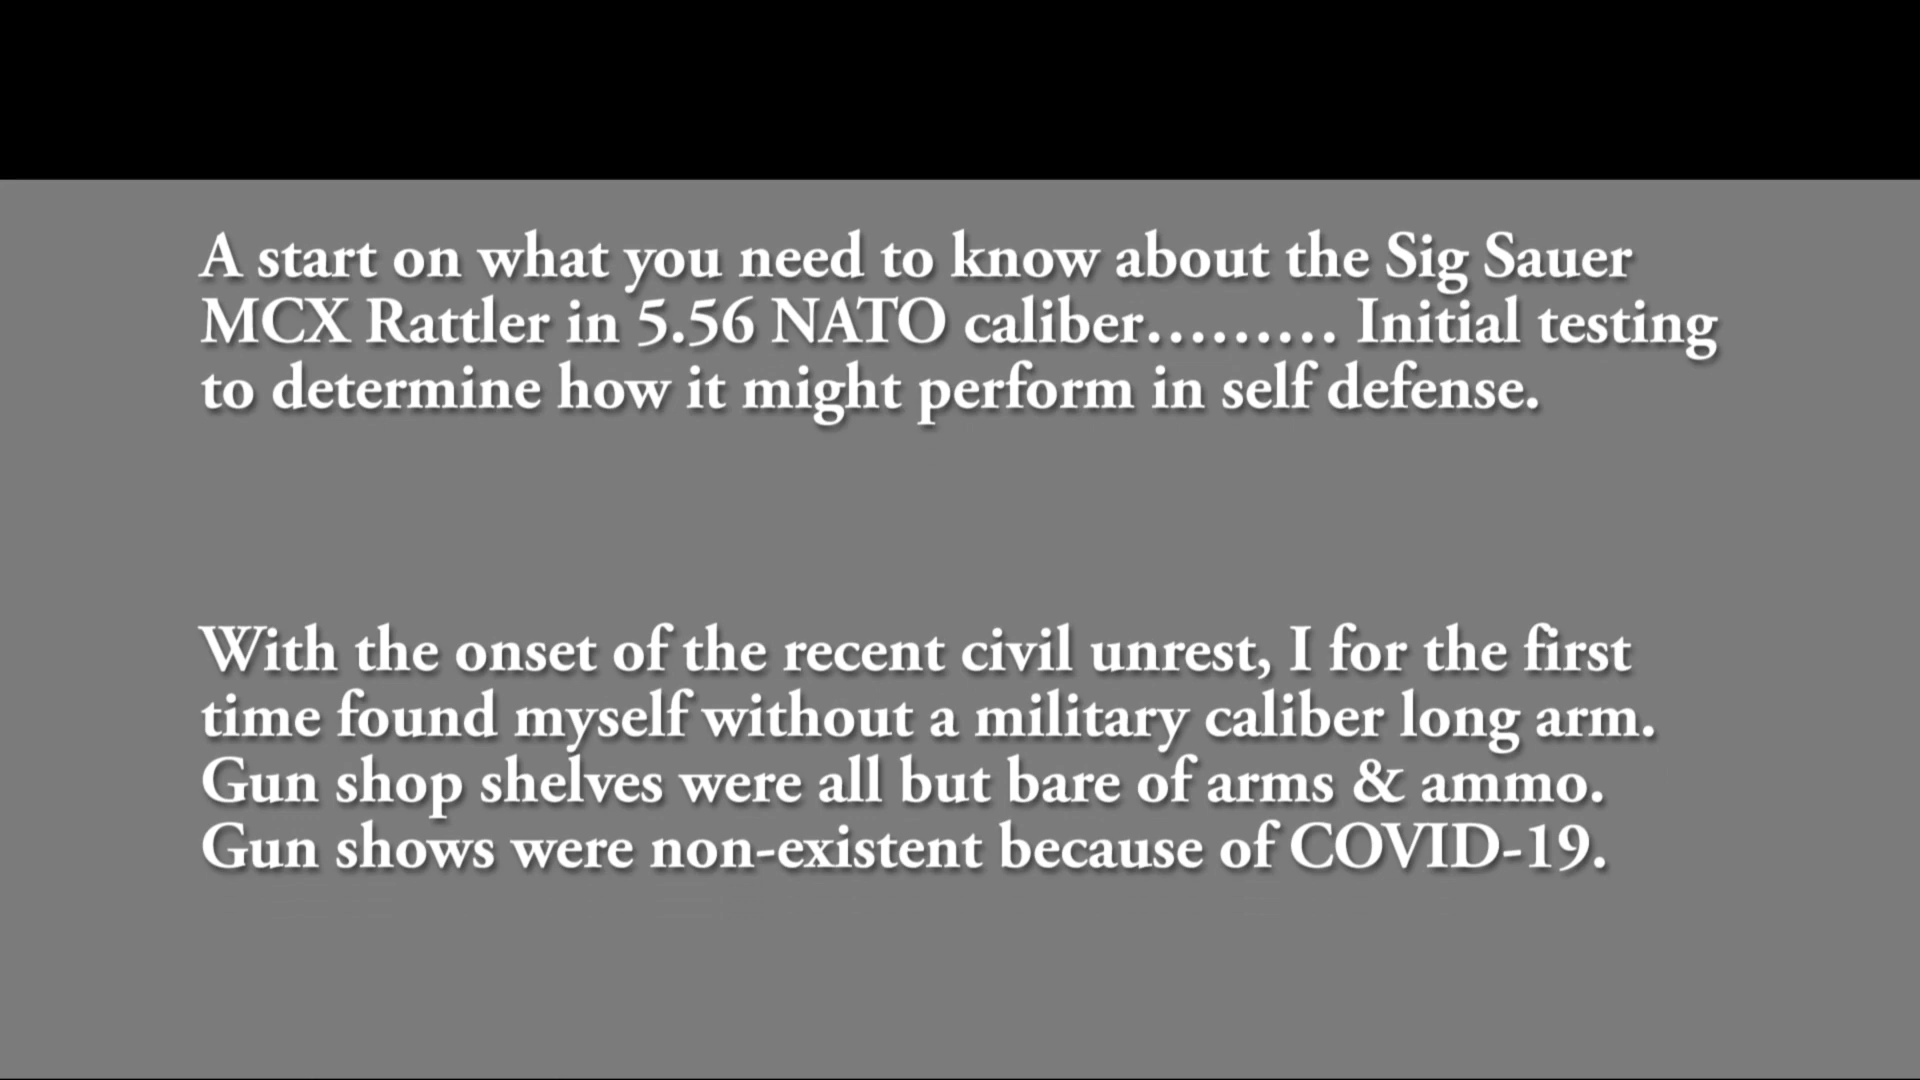 A start on what you need to know about the Sig Sauer
MCX Rattler in 5.56 NATO caliber......... Initial testing
to determine how it might perform in self defense.
With the onset of the recent civil unrest, I for the first
time found myself without a military caliber long arm.
Gun shop shelves were all but bare of arms & ammo.
Gun shows were non-existent because of COVID-19.